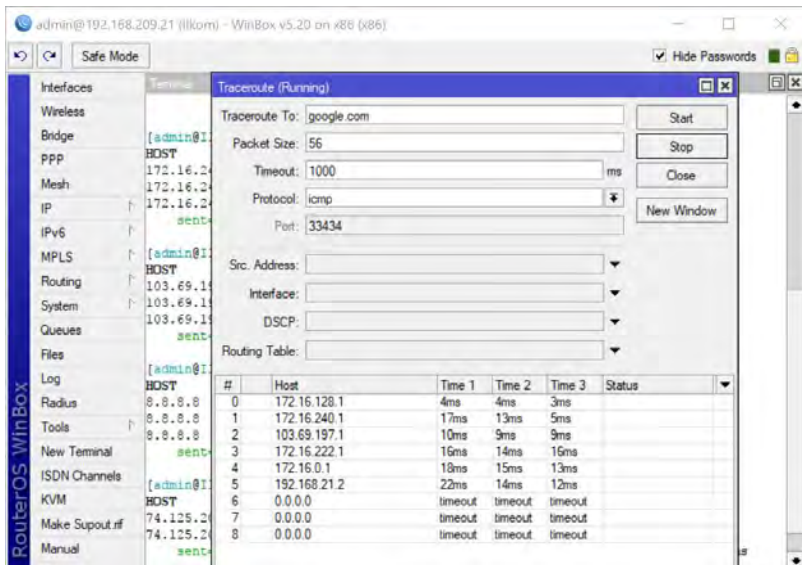 admin@192.168.209.21 (Ilkom) - WinBox v5.20 on x86 (x86)
Safe Mode
Hide Passwords
RouterOS WinBox
Interfaces
Wireless
Bridge
PPP
Mesh
IP
IPv6
MPLS
Routing
System
Queues
Files
Log
Radius
Tools
New Terminal
ISDN Channels
KVM
Make Supout.rif
Manual
Terminal
[admin@I
HOST
172.16.24
172.16.24
172.16.24
sent=
[admin@I
HOST
103.69.19
103.69.19
103.69.19
sent=
[admin@I
HOST
8.8.8.8
8.8.8.8
8.8.8.8
sent=
[admin@I
HOST
74.125.20
74.125.20
sent=
Traceroute (Running)
Traceroute To: google.com
Packet Size: 56
Timeout: 1000 ms
Protocol: icmp
Port: 33434
Src. Address:
Interface:
DSCP:
Routing Table:
Start
Stop
Close
New Window
# Host Time 1 Time 2 Time 3 Status
0 172.16.128.1 4ms 4ms 3ms
1 172.16.240.1 17ms 13ms 5ms
2 103.69.197.1 10ms 9ms 9ms
3 172.16.222.1 16ms 14ms 16ms
4 172.16.0.1 18ms 15ms 13ms
5 192.168.21.2 22ms 14ms 12ms
6 0.0.0.0 timeout timeout timeout
7 0.0.0.0 timeout timeout timeout
8 0.0.0.0 timeout timeout timeout